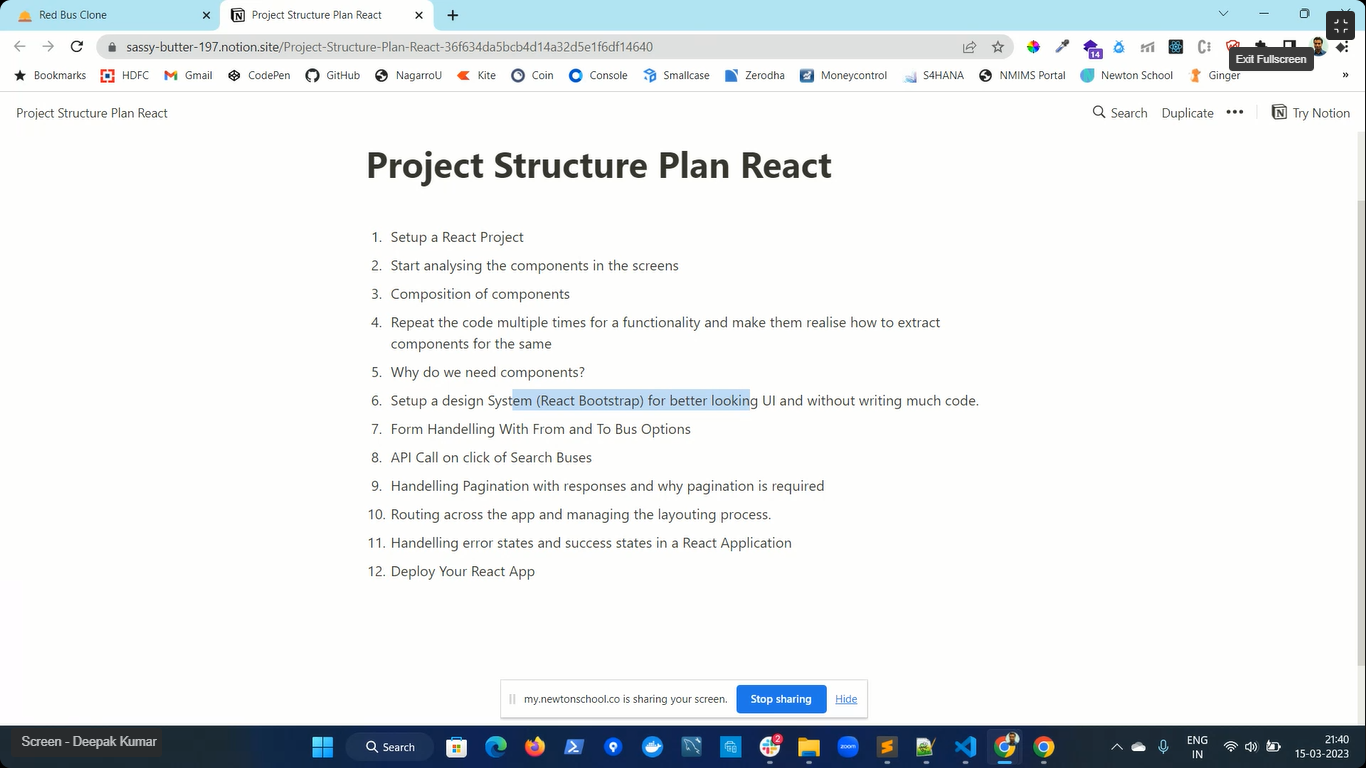 Red Bus Clone
Project Structure Plan React
sassy-butter-197.notion.site/Project-Structure-Plan-React-36f634da5bcb4d14a32d5e1f6df14640
14
Exit Fullscreen
Bookmarks HDFC Gmail CodePen GitHub NagarroU Kite Coin Console Smallcase Zerodha Moneycontrol S4HANA NMIMS Portal Newton School Ginger »
Project Structure Plan React
Search Duplicate ••• Try Notion
Project Structure Plan React
1. Setup a React Project
2. Start analysing the components in the screens
3. Composition of components
4. Repeat the code multiple times for a functionality and make them realise how to extract
components for the same
5. Why do we need components?
6. Setup a design System (React Bootstrap) for better looking UI and without writing much code.
7. Form Handelling With From and To Bus Options
8. API Call on click of Search Buses
9. Handelling Pagination with responses and why pagination is required
10. Routing across the app and managing the layouting process.
11. Handelling error states and success states in a React Application
12. Deploy Your React App
my.newtonschool.co is sharing your screen. Stop sharing Hide
Screen - Deepak Kumar
Search
2
zoom
ENG
IN
21:40
15-03-2023